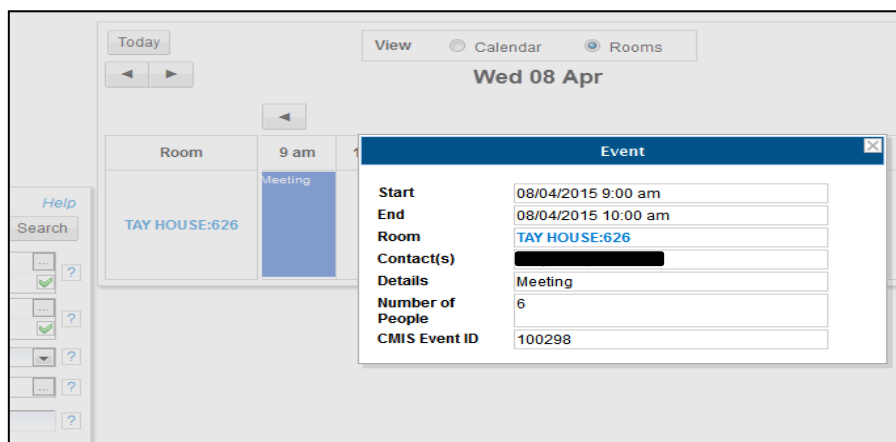 Today
View Calendar Rooms
Wed 08 Apr
Room 9 am 1
Meeting
TAY HOUSE:626
Help
Search
...
?
...
?
?
...
?
?
Event
Start 08/04/2015 9:00 am
End 08/04/2015 10:00 am
Room TAY HOUSE:626
Contact(s)
Details Meeting
Number of People 6
CMIS Event ID 100298